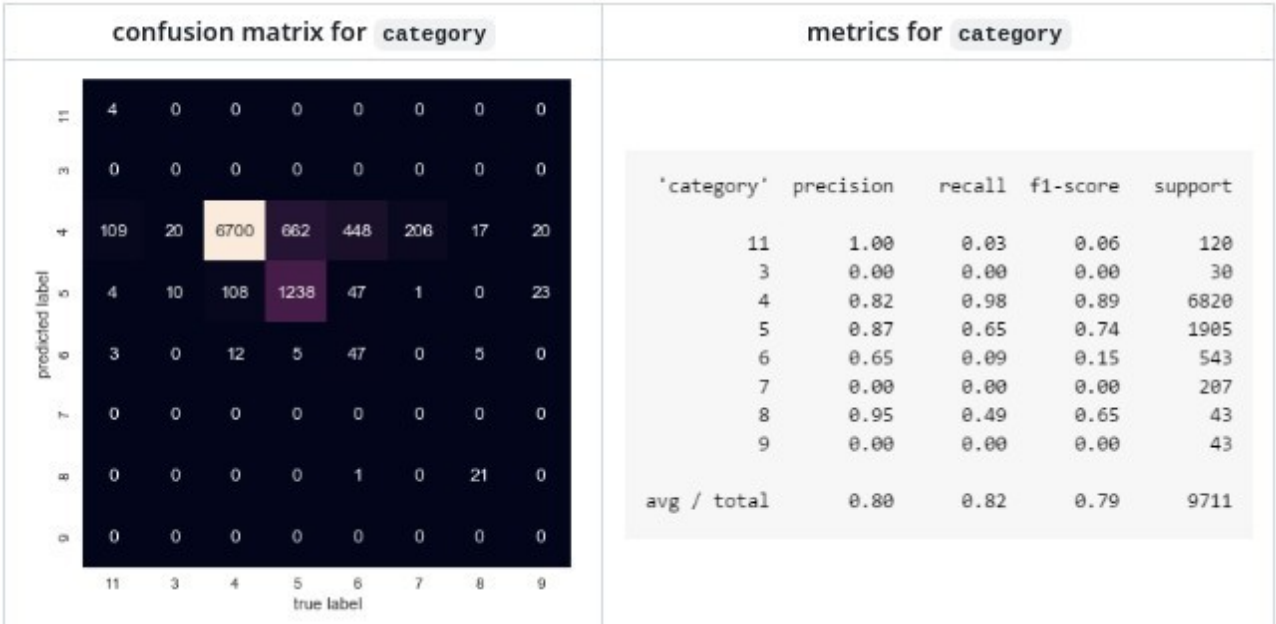 confusion matrix for category
metrics for category
11 4 0 0 0 0 0 0 0
3 0 0 0 0 0 0 0 0
4 109 20 6700 662 448 206 17 20
5 4 10 108 1238 47 1 0 23
6 3 0 12 5 47 0 5 0
7 0 0 0 0 0 0 0 0
8 0 0 0 0 1 0 21 0
9 0 0 0 0 0 0 0 0
11 3 4 5 6 7 8 9
predicted label
true label
'category' precision recall f1-score support
11 1.00 0.03 0.06 120
3 0.00 0.00 0.00 30
4 0.82 0.98 0.89 6820
5 0.87 0.65 0.74 1905
6 0.65 0.09 0.15 543
7 0.00 0.00 0.00 207
8 0.95 0.49 0.65 43
9 0.00 0.00 0.00 43
avg / total 0.80 0.82 0.79 9711